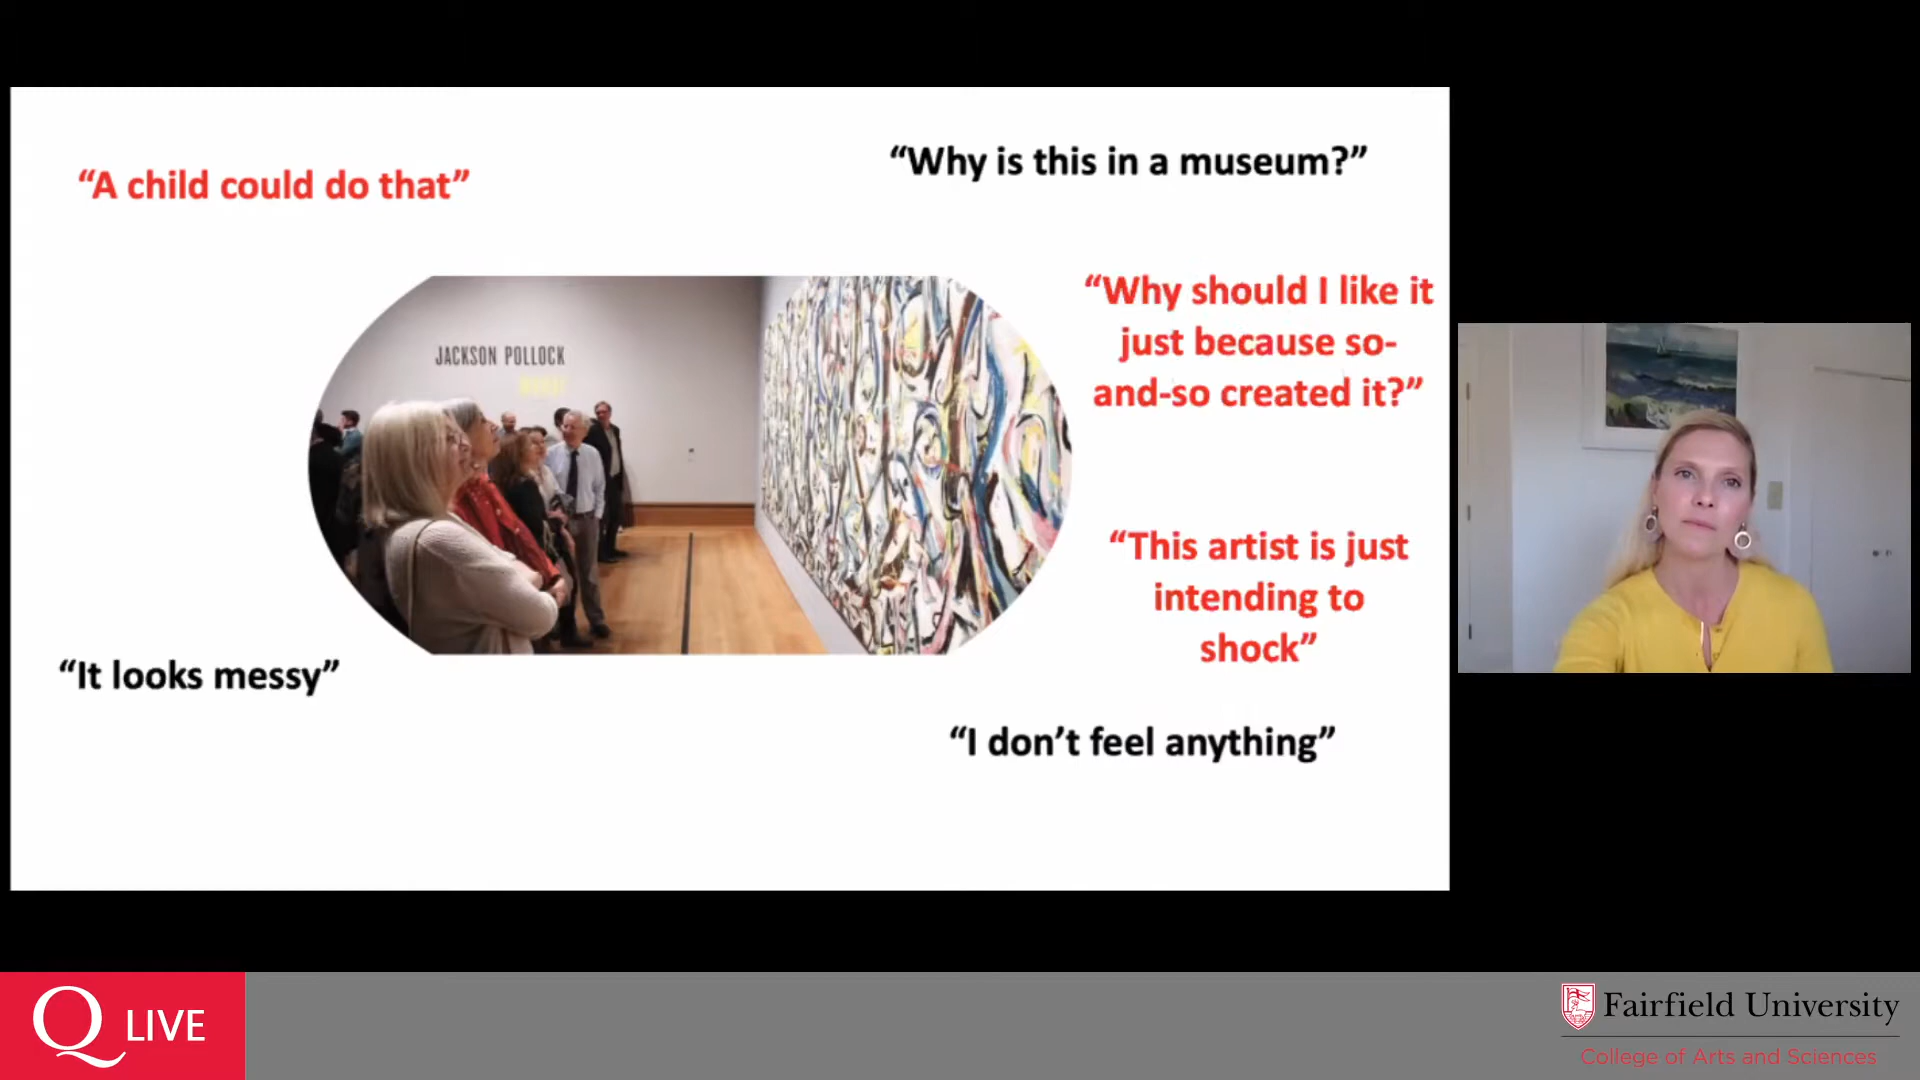 “A child could do that”
“Why is this in a museum?”
“Why should I like it
just because so-
and-so created it?”
JACKSON POLLOCK
“This artist is just
intending to
shock”
“It looks messy”
“I don’t feel anything”
Q LIVE
Fairfield University
College of Arts and Sciences